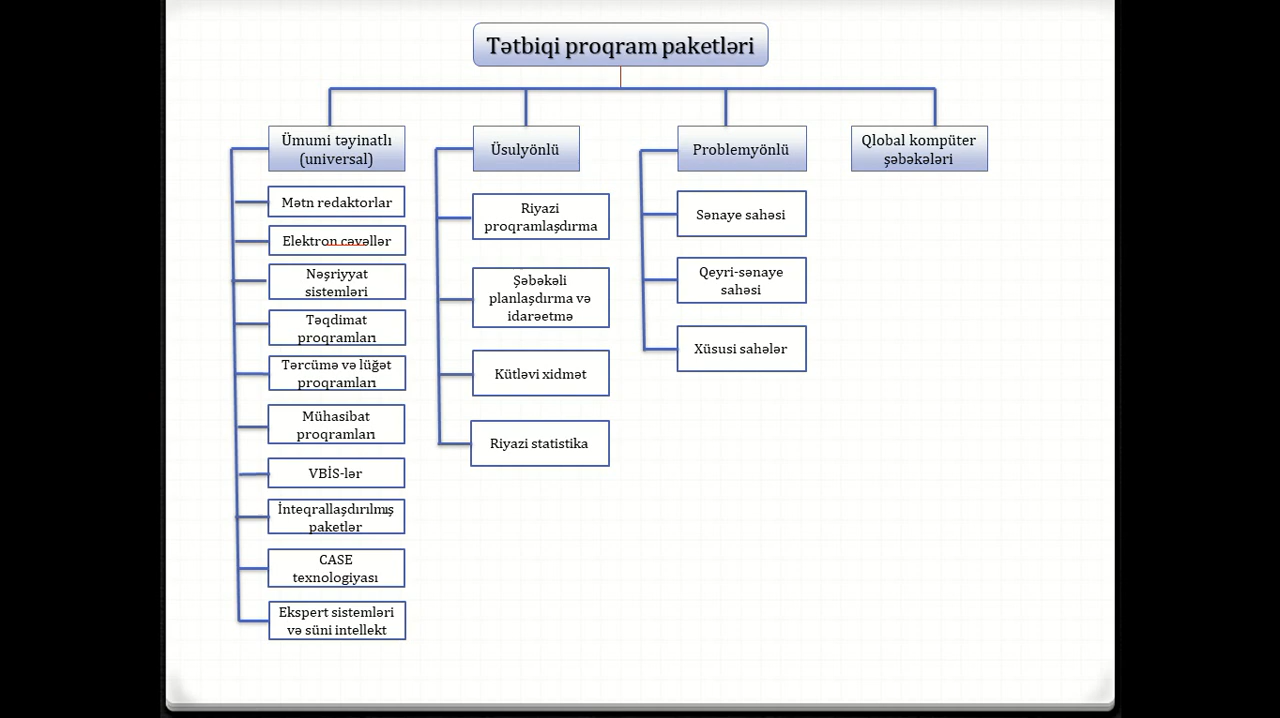 Tətbiqi proqram paketləri
Ümumi təyinatlı
(universal)
Mətn redaktorlar
Elektron cəvəllər
Nəşriyyat
sistemləri
Təqdimat
proqramları
Tərcümə və lüğət
proqramları
Mühasibat
proqramları
VBİS-lər
İnteqrallaşdırılmış
paketlər
CASE
texnologiyası
Ekspert sistemləri
və süni intellekt
Üsulyönlü
Riyazi
proqramlaşdırma
Şəbəkəli
planlaşdırma və
idarəetmə
Kütləvi xidmət
Riyazi statistika
Problemyönlü
Sənaye sahəsi
Qeyri-sənaye
sahəsi
Xüsusi sahələr
Qlobal kompüter
şəbəkələri